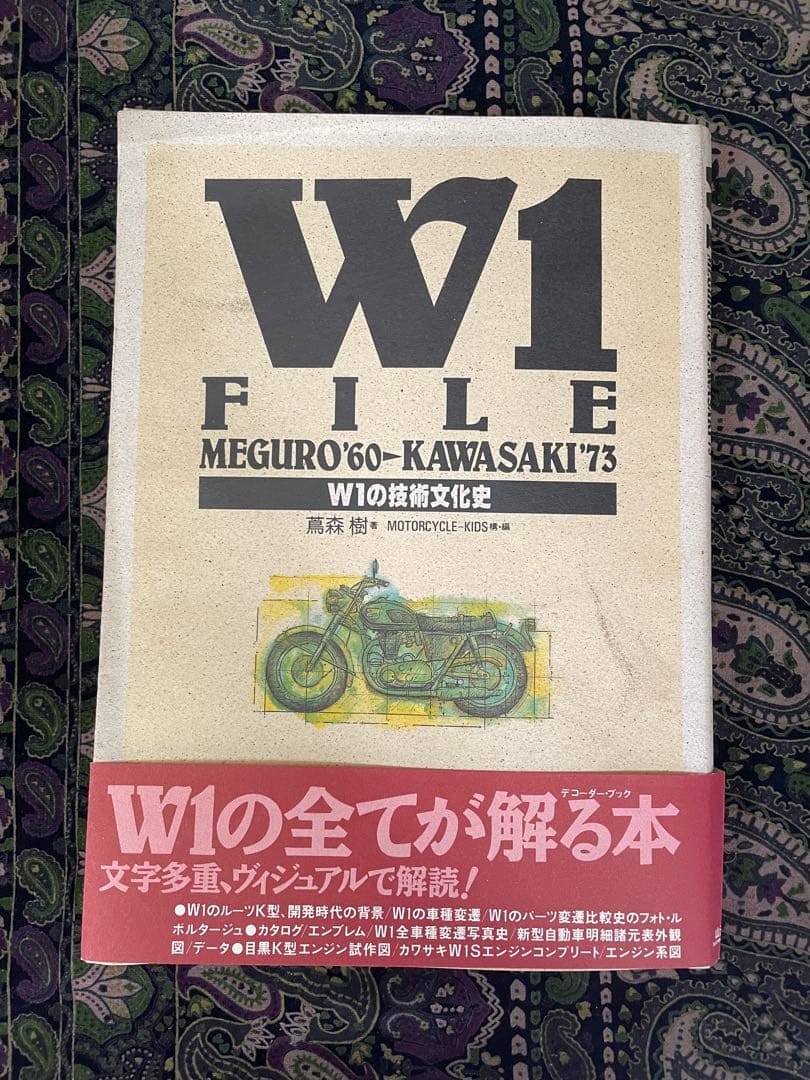 W1
FILE
MEGURO'60►KAWASAKI'73
W1の技術文化史
蔦森 樹 著 MOTORCYCLE-KIDS 構・編
デコーダー・ブック
W1の全てが解る本
文字多重、ヴィジュアルで解読!
●W1のルーツK型、開発時代の背景/W1の車種変遷/W1のパーツ変遷比較史のフォト・ル
ポルタージュ●カタログ/エンブレム/W1全車種変遷写真史/新型自動車明細諸元表外観
図/データ●目黒K型エンジン試作図/カワサキW1Sエンジンコンプリート/エンジン系図